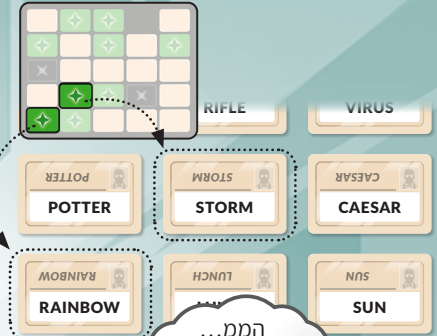 RIFLE VIRUS
POTTER STORM CAESAR
POTTER STORM CAESAR
RAINBOW LUNCH SUN
RAINBOW SUN
הממ...